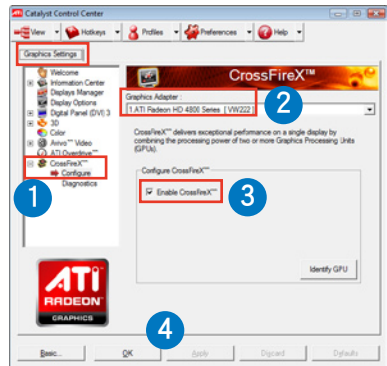 Catalyst Control Center
View Hotkeys Profiles Preferences Help
Graphics Settings
Welcome
Information Center
Displays Manager
Display Options
Digital Panel (DVI) 3
3D
Color
Avivo™ Video
ATI Overdrive™
CrossFireX™
Configure
Diagnostics
1
CrossFireX™
Graphics Adapter
1.ATI Radeon HD 4800 Series [ VW222 ]
2
CrossFireX™ delivers exceptional performance on a single display by
combining the processing power of two or more Graphics Processing Units
(GPUs).
Configure CrossFireX™
Enable CrossFireX™
3
Identify GPU
ATI
RADEON
GRAPHICS
4
Basic... OK Apply Discard Defaults